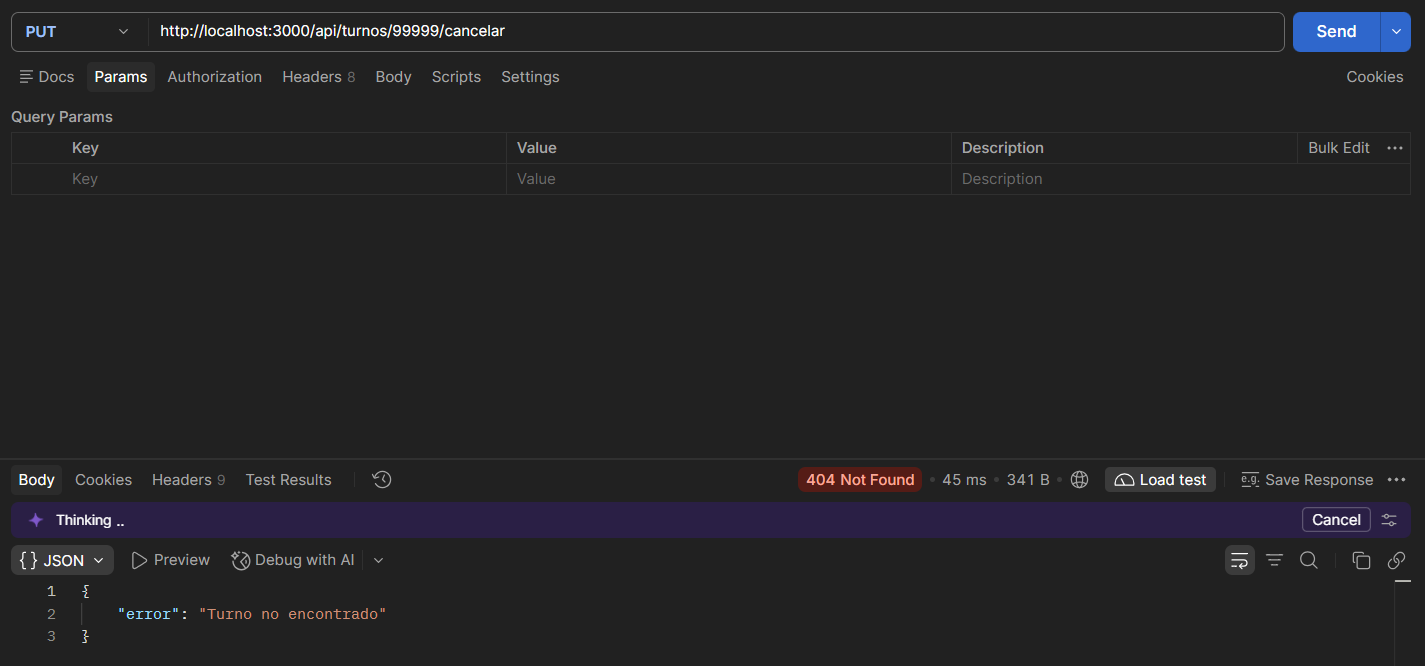 PUT http://localhost:3000/api/turnos/99999/cancelar Send
Docs Params Authorization Headers 8 Body Scripts Settings Cookies
Query Params
Key Value Description Bulk Edit
Key Value Description
Body Cookies Headers 9 Test Results 404 Not Found 45 ms 341 B Load test e.g. Save Response
Thinking .. Cancel
{} JSON Preview Debug with AI
1 {
2 "error": "Turno no encontrado"
3 }